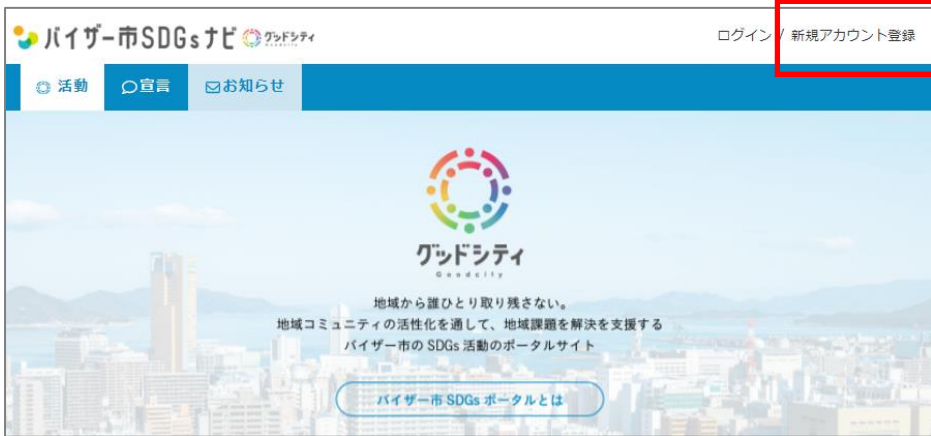 バイザー市SDGsナビ グッドシティ Goodcity
ログイン / 新規アカウント登録
活動 宣言 お知らせ
グッドシティ
Goodcity
地域から誰ひとり取り残さない。
地域コミュニティの活性化を通して、地域課題を解決を支援する
バイザー市の SDGs 活動のポータルサイト
バイザー市 SDGs ポータルとは